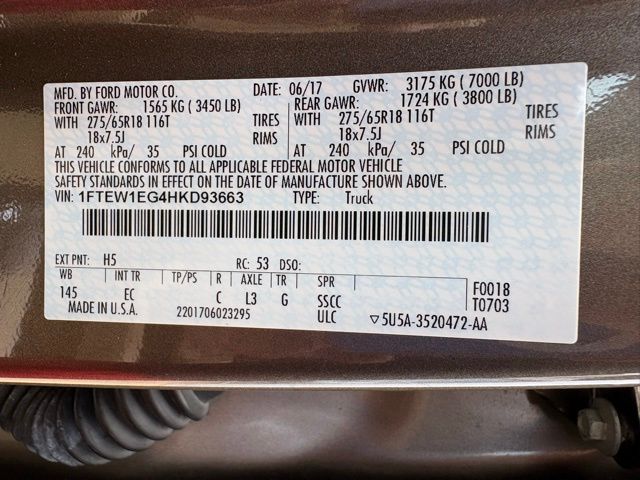 MFD. BY FORD MOTOR CO. DATE: 06/17 GVWR: 3175 KG ( 7000 LB)
FRONT GAWR: 1565 KG ( 3450 LB) REAR GAWR: 1724 KG ( 3800 LB)
WITH 275/65R18 116T TIRES WITH 275/65R18 116T TIRES
18x7.5J RIMS 18x7.5J RIMS
AT 240 kPa/ 35 PSI COLD AT 240 kPa/ 35 PSI COLD
THIS VEHICLE CONFORMS TO ALL APPLICABLE FEDERAL MOTOR VEHICLE
SAFETY STANDARDS IN EFFECT ON THE DATE OF MANUFACTURE SHOWN ABOVE.
VIN: 1FTEW1EG4HKD93663 TYPE: Truck
EXT PNT: H5 RC: 53 DSO:
WB INT TR TP/PS R AXLE TR SPR F0018
145 EC C L3 G SSCC T0703
MADE IN U.S.A. 2201706023295 ULC ▽5U5A-3520472-AA